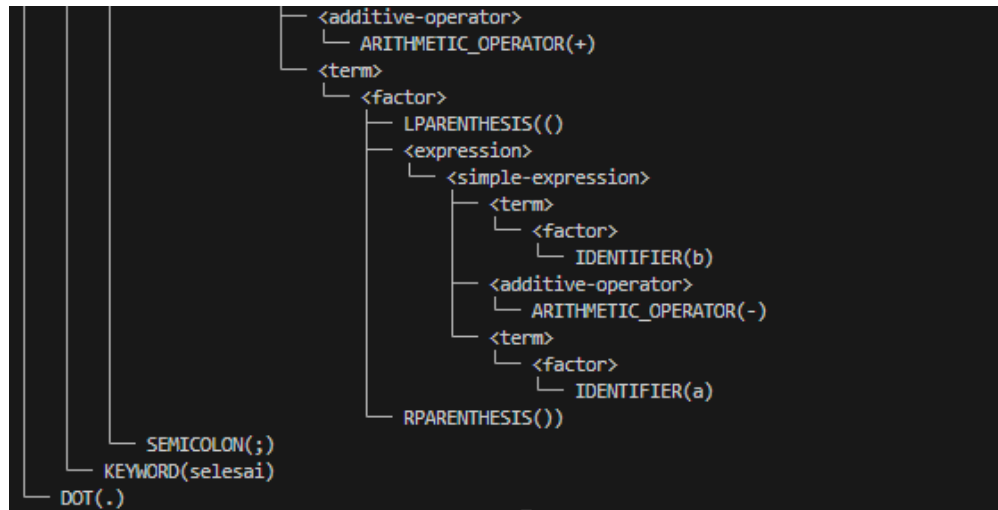 <additive-operator>
ARITHMETIC_OPERATOR(+)
<term>
<factor>
LPARENTHESIS(()
<expression>
<simple-expression>
<term>
<factor>
IDENTIFIER(b)
<additive-operator>
ARITHMETIC_OPERATOR(-)
<term>
<factor>
IDENTIFIER(a)
RPARENTHESIS())
SEMICOLON(;)
KEYWORD(selesai)
DOT(.)